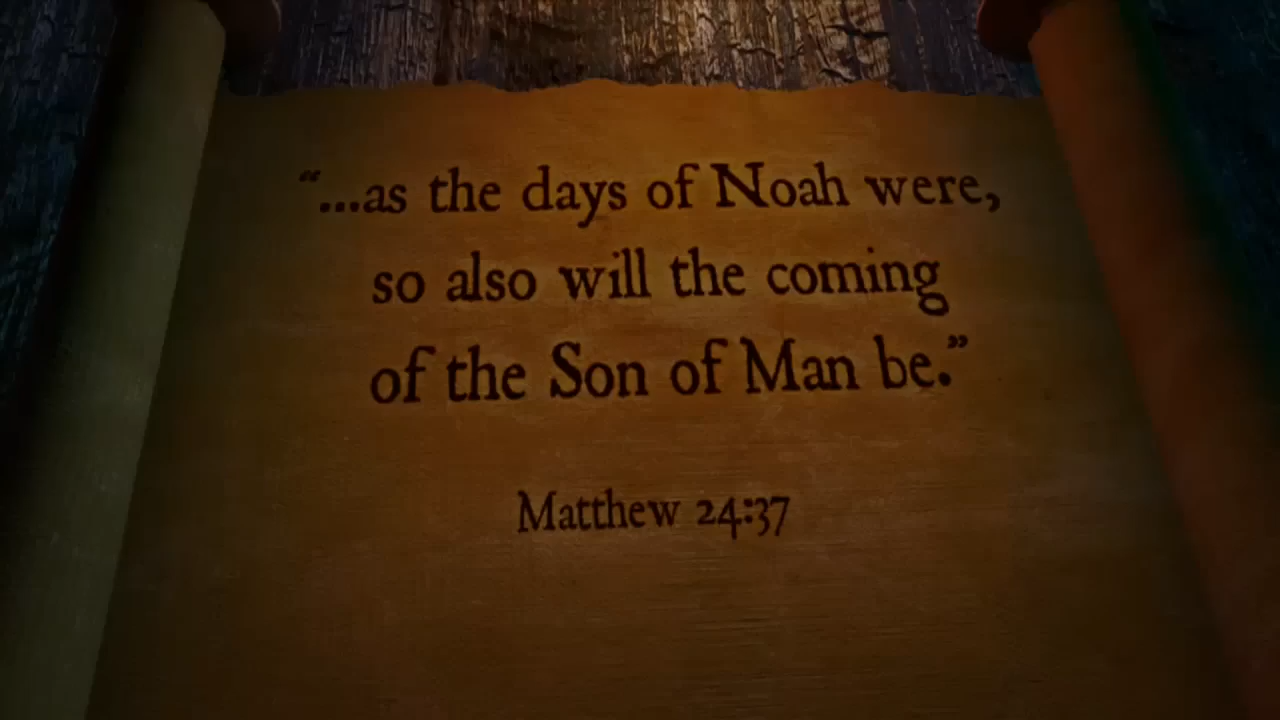 “...as the days of Noah were,
so also will the coming
of the Son of Man be.”
Matthew 24:37